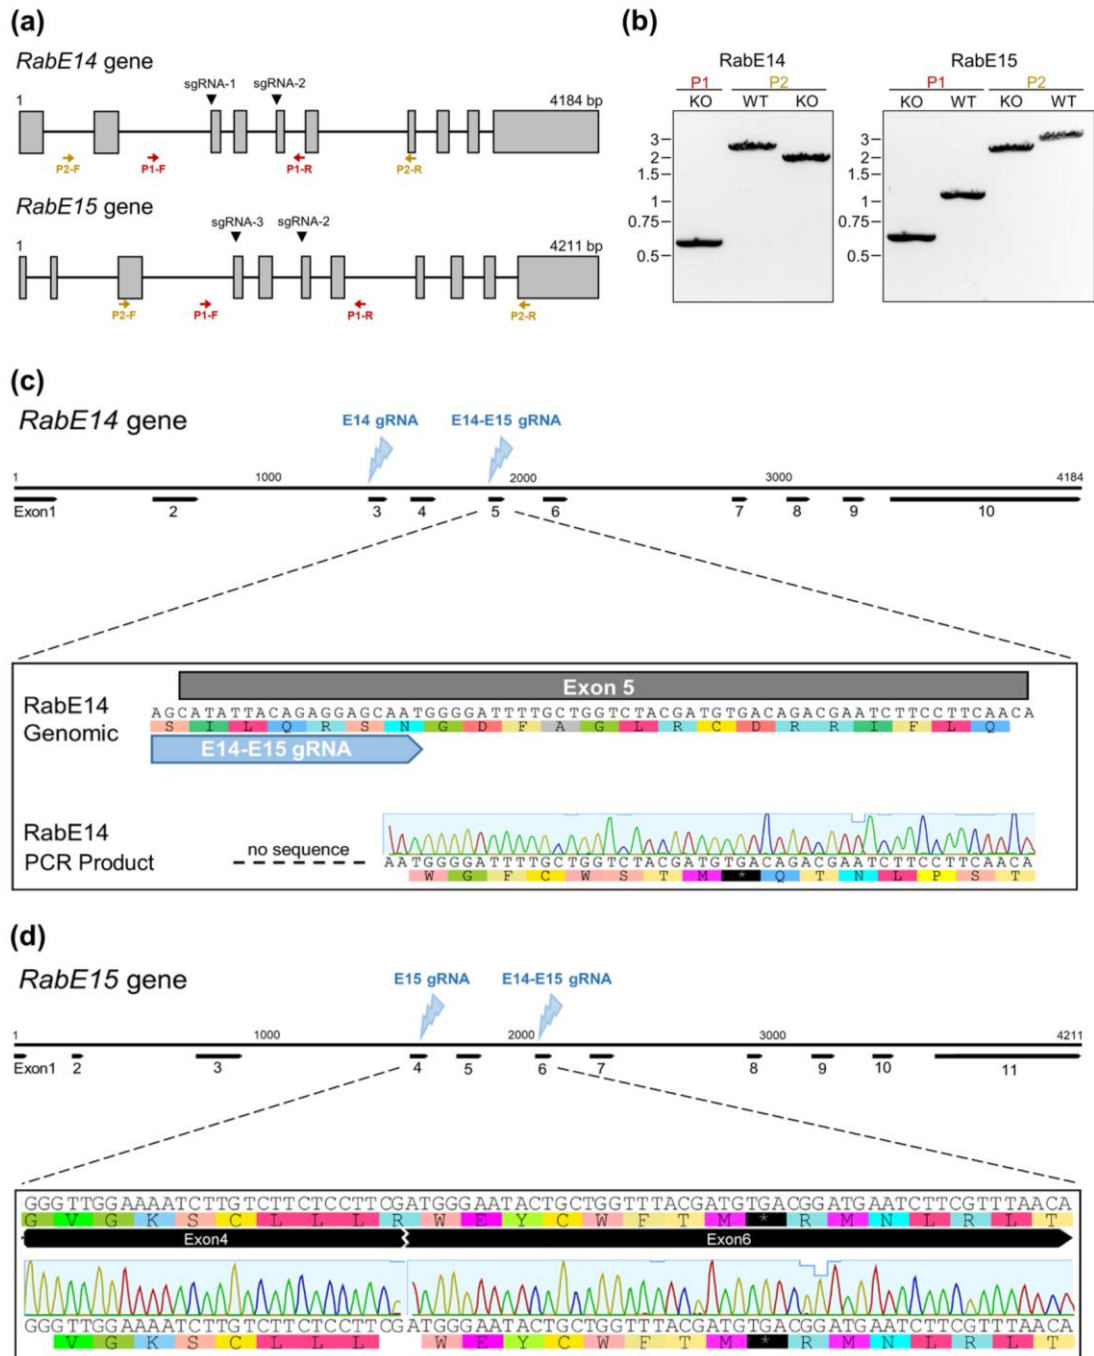 (a)
RabE14 gene
sgRNA-1 sgRNA-2
1 4184 bp
P2-F P1-F P1-R P2-R
RabE15 gene
sgRNA-3 sgRNA-2
1 4211 bp
P2-F P1-F P1-R P2-R
(b)
RabE14 RabE15
P1 P2 P1 P2
KO WT KO KO WT KO WT
3 3
2 2
1.5 1.5
1 1
0.75 0.75
0.5 0.5
(c)
RabE14 gene
E14 gRNA E14-E15 gRNA
1 1000 2000 3000 4184
Exon1 2 3 4 5 6 7 8 9 10
Exon 5
RabE14 Genomic
AGCATATTACAGAGGAGCAATGGGGATTTTGCTGGTCTACGATGTGACAGACGAATCTTCCTTCAACA
S I L Q R S N G D F A G L R C D R R I F L Q
E14-E15 gRNA
RabE14 PCR Product
no sequence
AATGGGGATTTTGCTGGTCTACGATGTGACAGACGAATCTTCCTTCAACA
W G F C W S T M * Q T N L P S T
(d)
RabE15 gene
E15 gRNA E14-E15 gRNA
1 1000 2000 3000 4211
Exon1 2 3 4 5 6 7 8 9 10 11
GGGTTGGAAAATCTTGTCTTCTCCTTCGATGGGAATACTGCTGGTTTACGATGTGACGGATGAATCTTCGTTTAACA
G V G K S C L L L R W E Y C W F T M * R M N L R L T
Exon4 Exon6
GGGTTGGAAAATCTTGTCTTCTCCTTCGATGGGAATACTGCTGGTTTACGATGTGACGGATGAATCTTCGTTTAACA
V G K S C L L L W E Y C W F T M * R M N L R L T